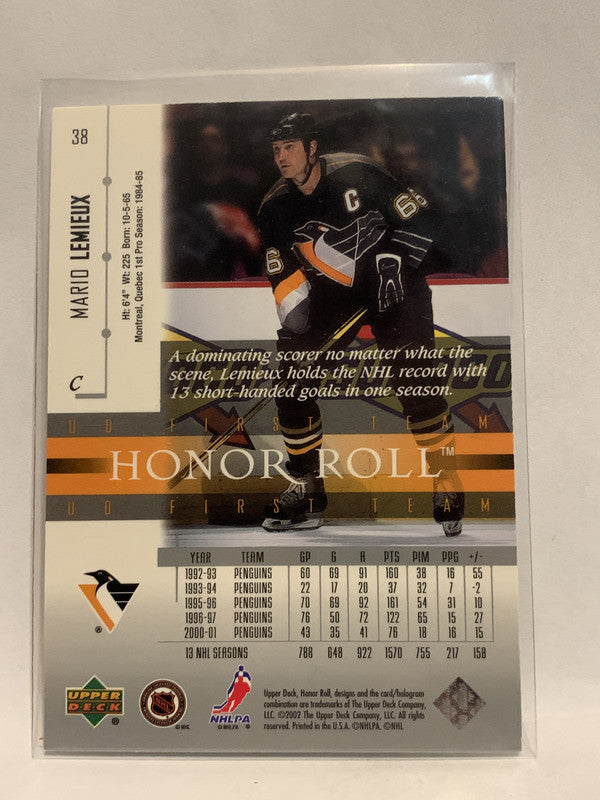 38
MARIO LEMIEUX
Ht: 6'4" Wt: 225 Born: 10-5-65
Montreal, Quebec 1st Pro Season: 1984-85
C
C
66
66
A dominating scorer no matter what the
scene, Lemieux holds the NHL record with
13 short-handed goals in one season.
UD FIRST TEAM
HONOR ROLL™
UD FIRST TEAM
YEAR TEAM GP G A PTS PIM PPG +/-
1992-93 PENGUINS 60 69 91 160 38 16 55
1993-94 PENGUINS 22 17 20 37 32 7 -2
1995-96 PENGUINS 70 69 92 161 54 31 10
1996-97 PENGUINS 76 50 72 122 65 15 27
2000-01 PENGUINS 43 35 41 76 18 16 15
13 NHL SEASONS 788 648 922 1570 755 217 158
UPPER DECK ®
NHLPA
Upper Deck, Honor Roll, designs and the card/hologram
combination are trademarks of The Upper Deck Company,
LLC. ©2002 The Upper Deck Company, LLC. All rights
reserved. Printed in the U.S.A. ©NHLPA. ©NHL